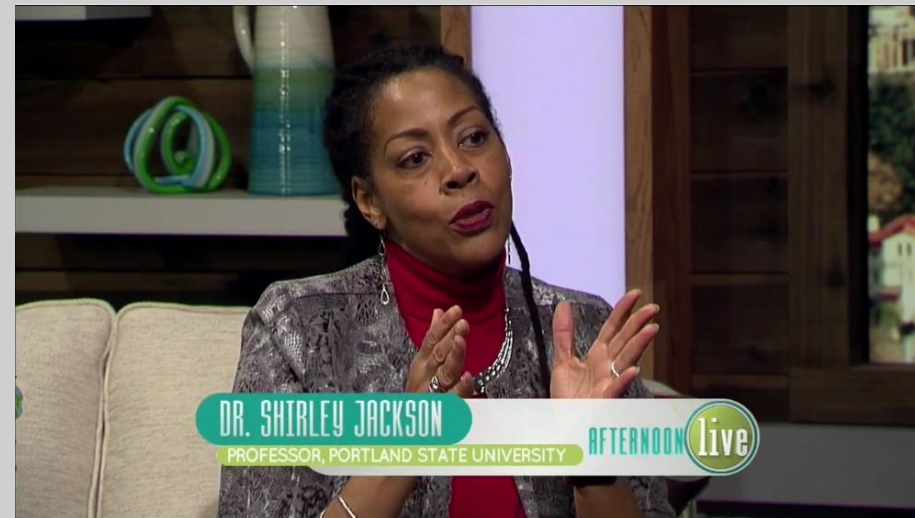 DR. SHIRLEY JACKSON
PROFESSOR, PORTLAND STATE UNIVERSITY
AFTERNOON live